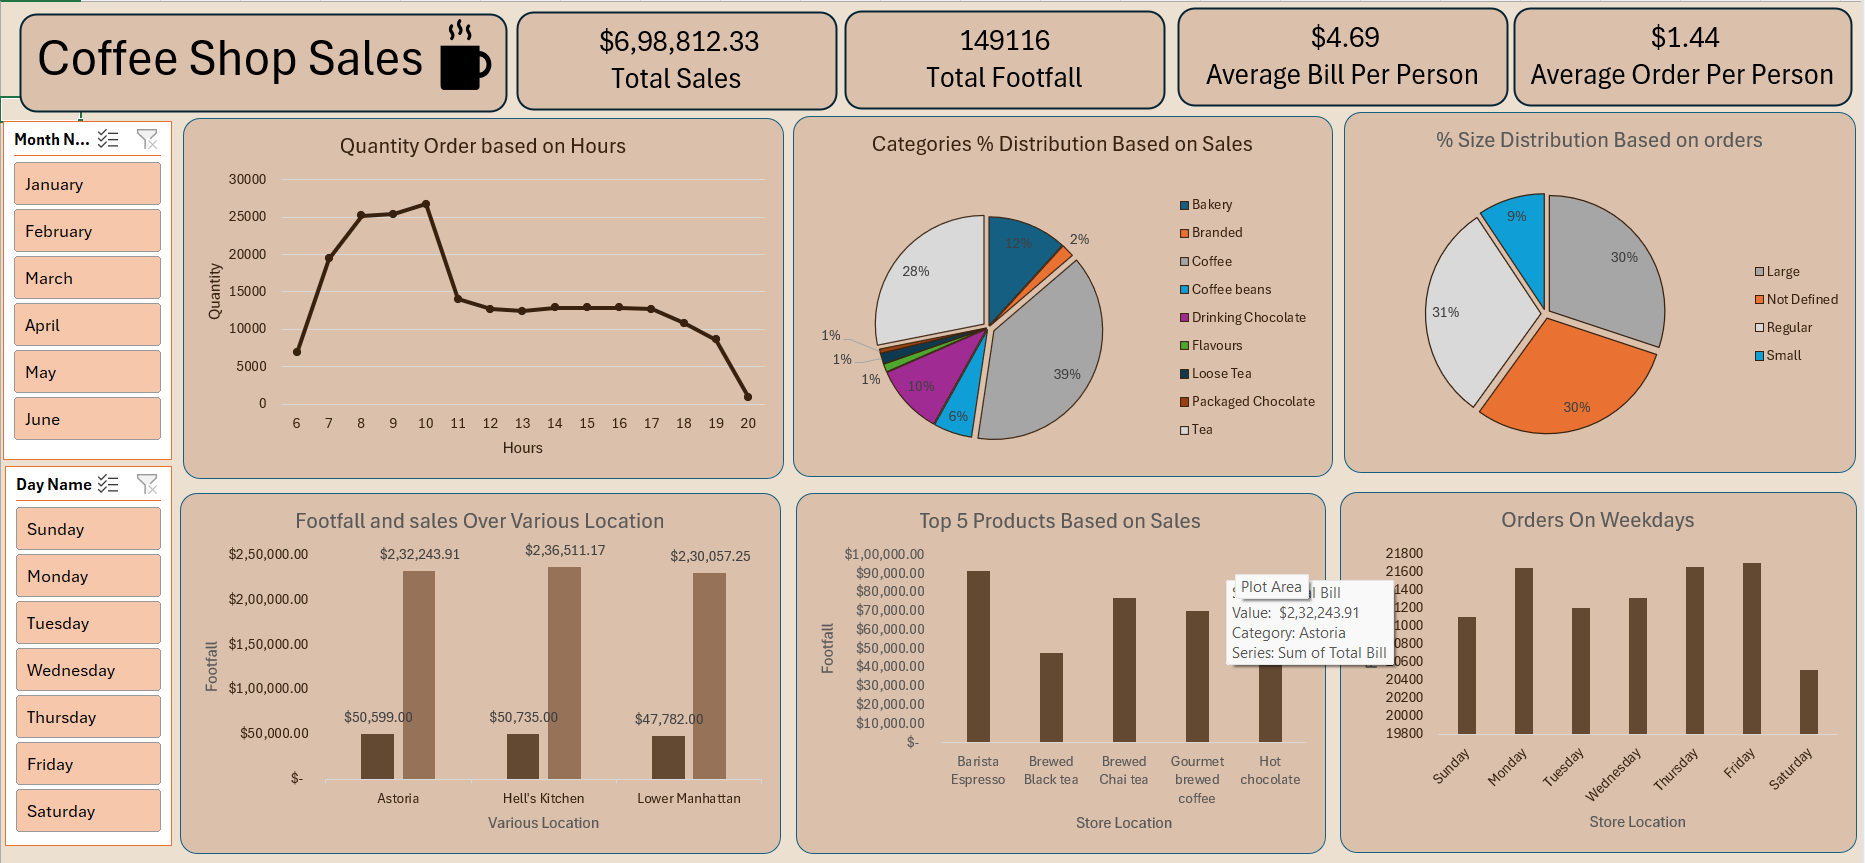 Coffee Shop Sales
$6,98,812.33
Total Sales
149116
Total Footfall
$4.69
Average Bill Per Person
$1.44
Average Order Per Person
Month N...
January
February
March
April
May
June
Day Name
Sunday
Monday
Tuesday
Wednesday
Thursday
Friday
Saturday
Quantity Order based on Hours
30000
25000
20000
15000
10000
5000
0
Quantity
6 7 8 9 10 11 12 13 14 15 16 17 18 19 20
Hours
Categories % Distribution Based on Sales
12%
2%
39%
6%
10%
1%
1%
1%
28%
Bakery
Branded
Coffee
Coffee beans
Drinking Chocolate
Flavours
Loose Tea
Packaged Chocolate
Tea
% Size Distribution Based on orders
9%
30%
31%
30%
Large
Not Defined
Regular
Small
Footfall and sales Over Various Location
$2,50,000.00
$2,00,000.00
$1,50,000.00
$1,00,000.00
$50,000.00
$-
Footfall
$2,32,243.91
$2,36,511.17
$2,30,057.25
$50,599.00
$50,735.00
$47,782.00
Astoria
Hell's Kitchen
Lower Manhattan
Various Location
Top 5 Products Based on Sales
$1,00,000.00
$90,000.00
$80,000.00
$70,000.00
$60,000.00
$50,000.00
$40,000.00
$30,000.00
$20,000.00
$10,000.00
$-
Footfall
Barista
Espresso
Brewed
Black tea
Brewed
Chai tea
Gourmet
brewed
coffee
Hot
chocolate
Store Location
Plot Area
al Bill
Value: $2,32,243.91
Category: Astoria
Series: Sum of Total Bill
Orders On Weekdays
21800
21600
1400
1200
1000
0800
0600
20400
20200
20000
19800
Sunday
Monday
Tuesday
Wednesday
Thursday
Friday
Saturday
Store Location